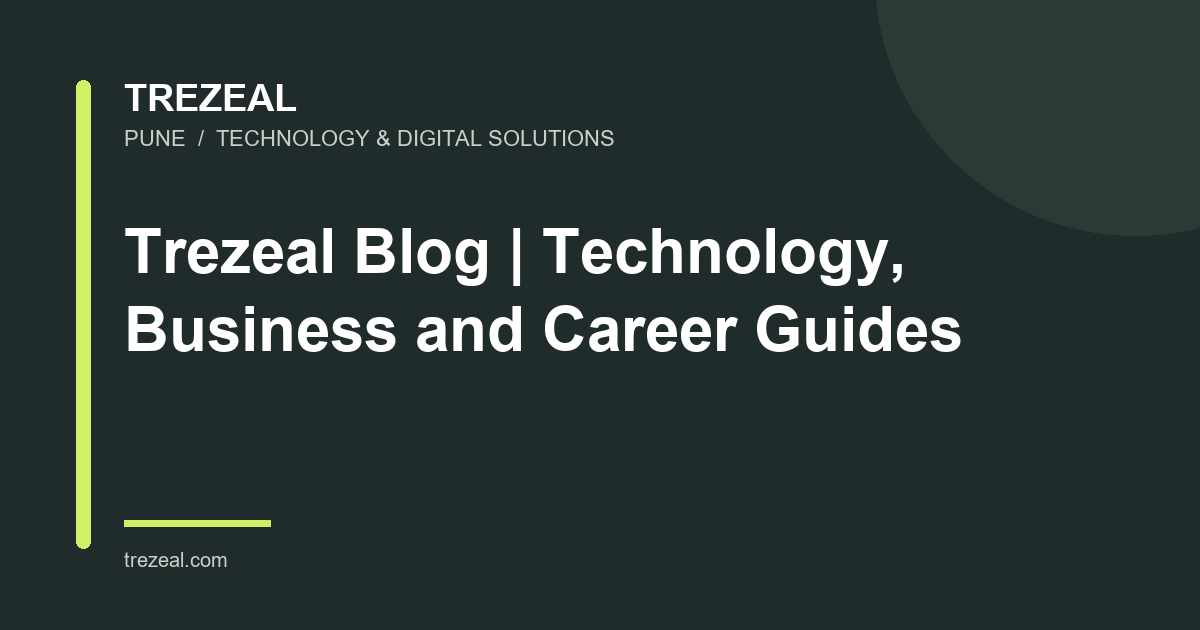 TREZEAL
PUNE / TECHNOLOGY & DIGITAL SOLUTIONS
Trezeal Blog | Technology,
Business and Career Guides
trezeal.com